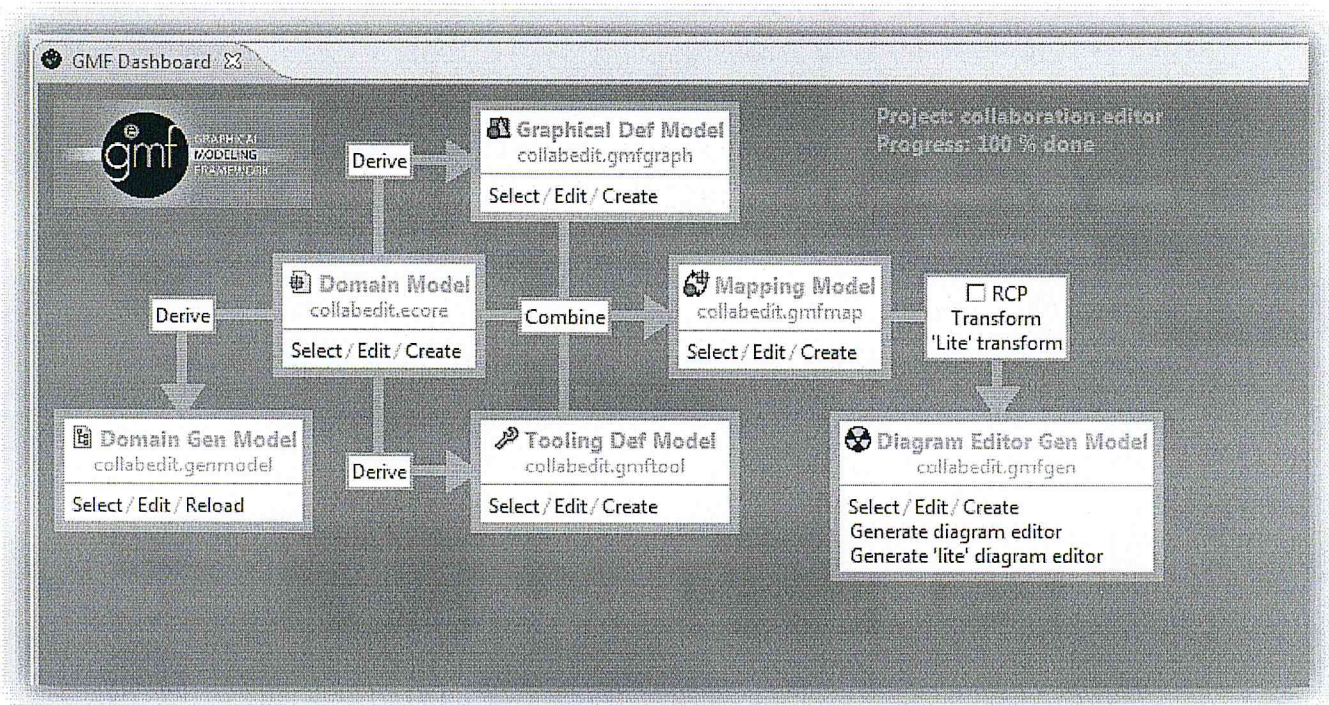 GMF Dashboard
gmf
GRAPHICAL
MODELING
FRAMEWORK
Project: collaboration.editor
Progress: 100 % done
Derive
Graphical Def Model
collabedit.gmfgraph
Select / Edit / Create
Derive
Domain Model
collabedit.ecore
Select / Edit / Create
Combine
Mapping Model
collabedit.gmfmap
Select / Edit / Create
RCP
Transform
'Lite' transform
Domain Gen Model
collabedit.genmodel
Select / Edit / Reload
Derive
Tooling Def Model
collabedit.gmftool
Select / Edit / Create
Diagram Editor Gen Model
collabedit.gmfgen
Select / Edit / Create
Generate diagram editor
Generate 'lite' diagram editor